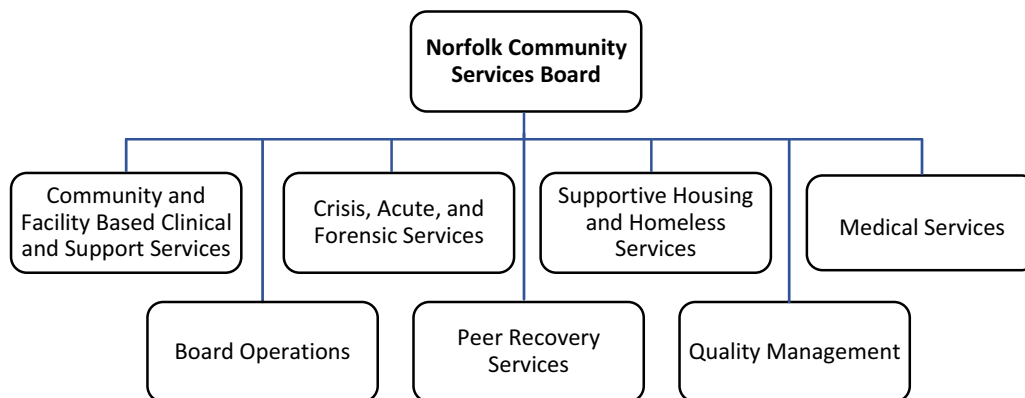 Norfolk Community
Services Board
Community and
Facility Based Clinical
and Support Services
Crisis, Acute, and
Forensic Services
Supportive Housing
and Homeless
Services
Medical Services
Board Operations
Peer Recovery
Services
Quality Management